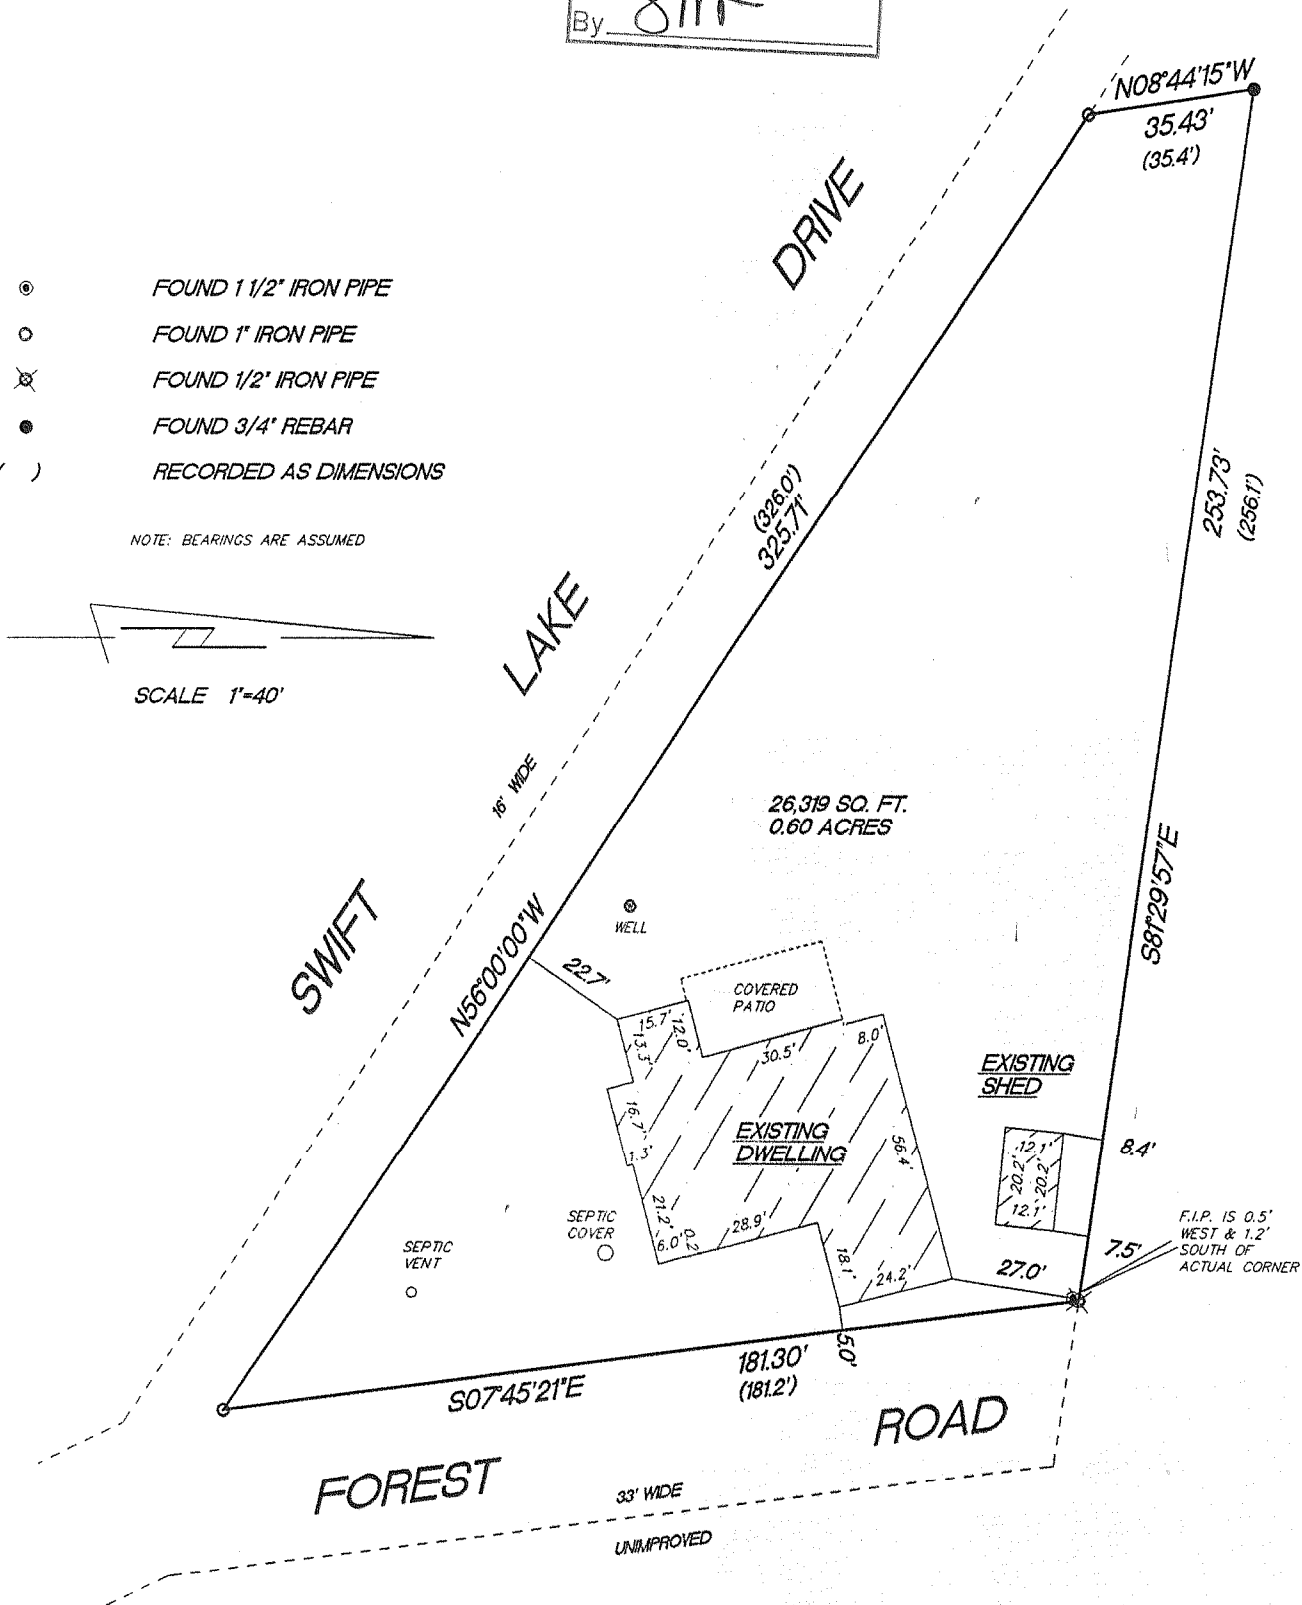 By
N08°44'15"W
35.43'
(35.4')
DRIVE
FOUND 1 1/2" IRON PIPE
FOUND 1" IRON PIPE
FOUND 1/2" IRON PIPE
FOUND 3/4" REBAR
( ) RECORDED AS DIMENSIONS
NOTE: BEARINGS ARE ASSUMED
SCALE 1"=40'
(326.0')
325.71'
253.73'
(256.1')
LAKE
16' WIDE
26,319 SQ. FT.
0.60 ACRES
S81°29'57"E
SWIFT
N56°00'00"W
WELL
22.7'
COVERED
PATIO
15.7'
12.0'
13.3'
30.5'
8.0'
EXISTING
SHED
16.7'
1.3'
EXISTING
DWELLING
56.4'
12.1'
20.2'
20.2'
12.1'
8.4'
21.2'
6.0'
0.2'
28.9'
18.1'
24.2'
SEPTIC
COVER
SEPTIC
VENT
27.0'
7.5'
F.I.P. IS 0.5'
WEST & 1.2'
SOUTH OF
ACTUAL CORNER
5.0'
181.30'
(181.2')
S07°45'21"E
FOREST
ROAD
33' WIDE
UNIMPROVED